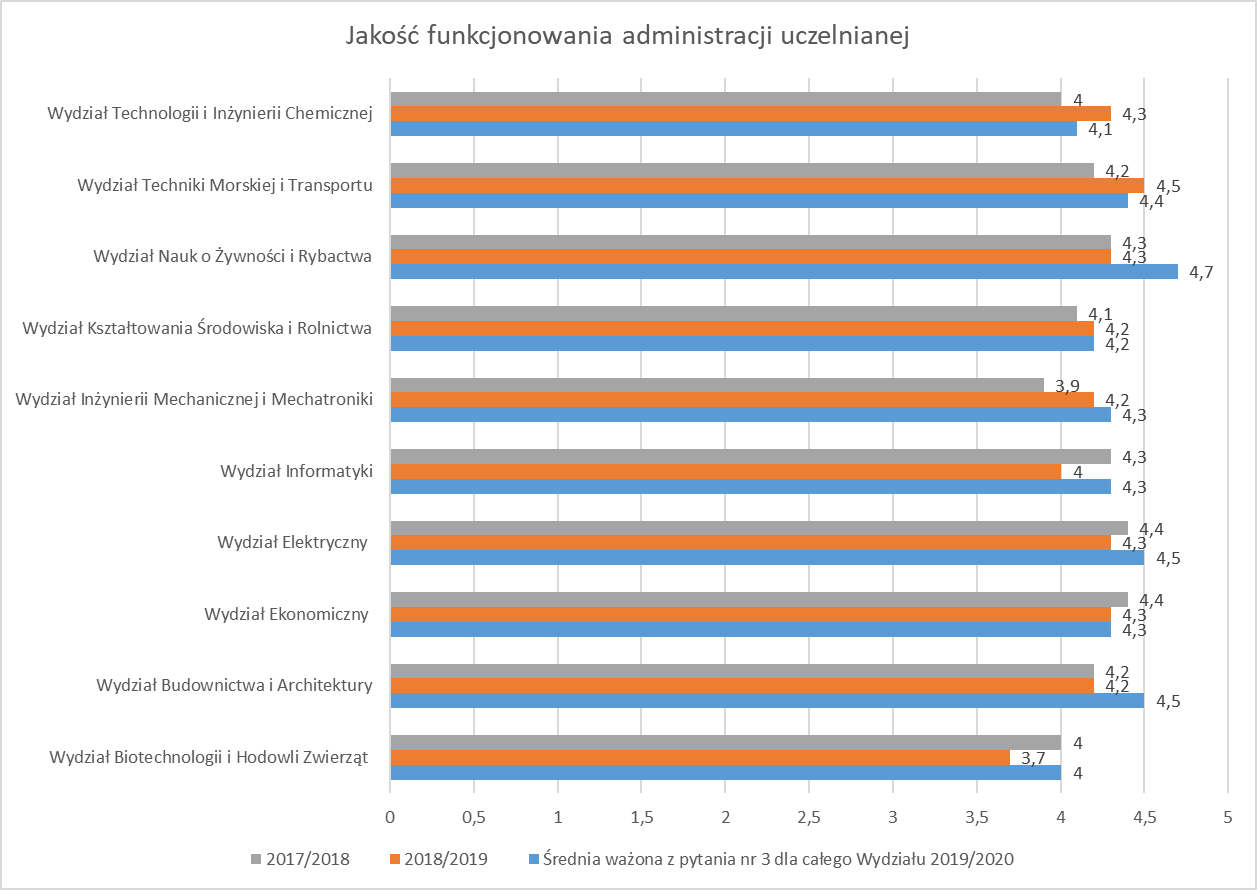 Jakość funkcjonowania administracji uczelnianej
Wydział Technologii i Inżynierii Chemicznej
4
4,3
4,1
Wydział Techniki Morskiej i Transportu
4,2
4,5
4,4
Wydział Nauk o Żywności i Rybactwa
4,3
4,3
4,7
Wydział Kształtowania Środowiska i Rolnictwa
4,1
4,2
4,2
Wydział Inżynierii Mechanicznej i Mechatroniki
3,9
4,2
4,3
Wydział Informatyki
4,3
4
4,3
Wydział Elektryczny
4,4
4,3
4,5
Wydział Ekonomiczny
4,4
4,3
4,3
Wydział Budownictwa i Architektury
4,2
4,2
4,5
Wydział Biotechnologii i Hodowli Zwierząt
4
3,7
4
0 0,5 1 1,5 2 2,5 3 3,5 4 4,5 5
2017/2018 2018/2019 Średnia ważona z pytania nr 3 dla całego Wydziału 2019/2020